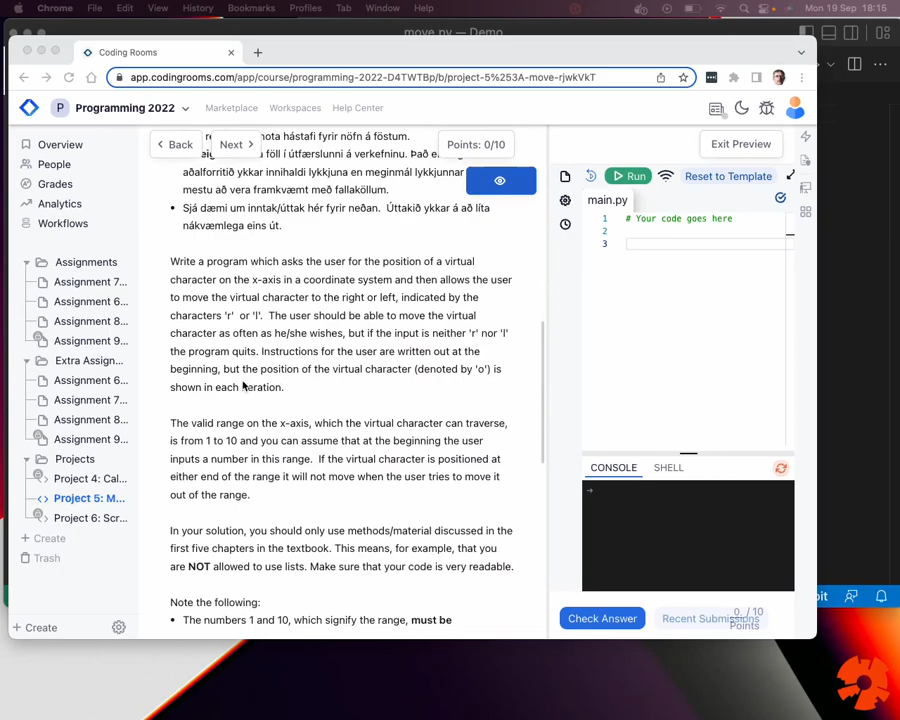 Chrome File Edit View History Bookmarks Profiles Tab Window Help Mon 19 Sep 18:15
move.py — Demo
Coding Rooms
app.codingrooms.com/app/course/programming-2022-D4TWTBp/b/project-5%253A-move-rjwkVkT
P Programming 2022 Marketplace Workspaces Help Center
Overview
People
Grades
Analytics
Workflows
Assignments
Assignment 7...
Assignment 6...
Assignment 8...
Assignment 9...
Extra Assign...
Assignment 6...
Assignment 7...
Assignment 8...
Assignment 9...
Projects
Project 4: Cal...
Project 5: M...
Project 6: Scr...
Create
Trash
Create
Back Next Points: 0/10
nota hástafi fyrir nöfn á föstum.
a föll í útfærslunni á verkefninu. Það e
aðalforritið ykkar innihaldi lykkjuna en meginmál lykkjunnar
mestu að vera framkvæmt með fallaköllum.
Sjá dæmi um inntak/úttak hér fyrir neðan. Úttakið ykkar á að líta
nákvæmlega eins út.
Write a program which asks the user for the position of a virtual
character on the x-axis in a coordinate system and then allows the user
to move the virtual character to the right or left, indicated by the
characters 'r' or 'l'. The user should be able to move the virtual
character as often as he/she wishes, but if the input is neither 'r' nor 'l'
the program quits. Instructions for the user are written out at the
beginning, but the position of the virtual character (denoted by 'o') is
shown in each iteration.
The valid range on the x-axis, which the virtual character can traverse,
is from 1 to 10 and you can assume that at the beginning the user
inputs a number in this range. If the virtual character is positioned at
either end of the range it will not move when the user tries to move it
out of the range.
In your solution, you should only use methods/material discussed in the
first five chapters in the textbook. This means, for example, that you
are NOT allowed to use lists. Make sure that your code is very readable.
Note the following:
The numbers 1 and 10, which signify the range, must be
Exit Preview
Run Reset to Template
main.py
1 # Your code goes here
2
3
CONSOLE SHELL
Check Answer Recent Submissions 0 / 10
Points
bit